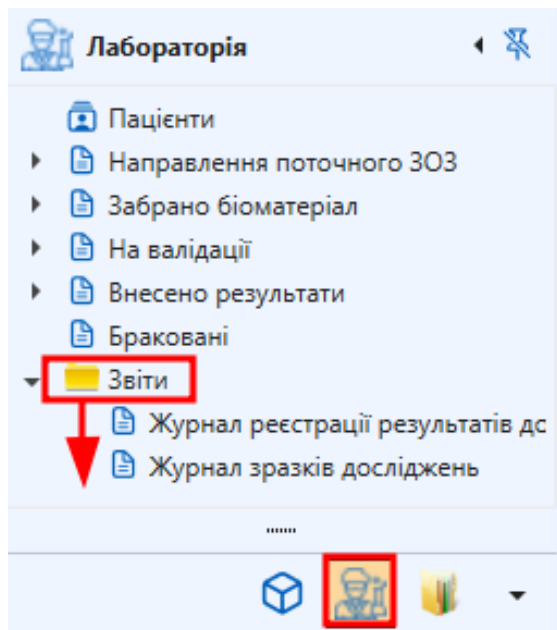 Лабораторія
Пацієнти
Направлення поточного ЗОЗ
Забрано біоматеріал
На валідації
Внесено результати
Браковані
Звіти
Журнал реєстрації результатів дс
Журнал зразків досліджень